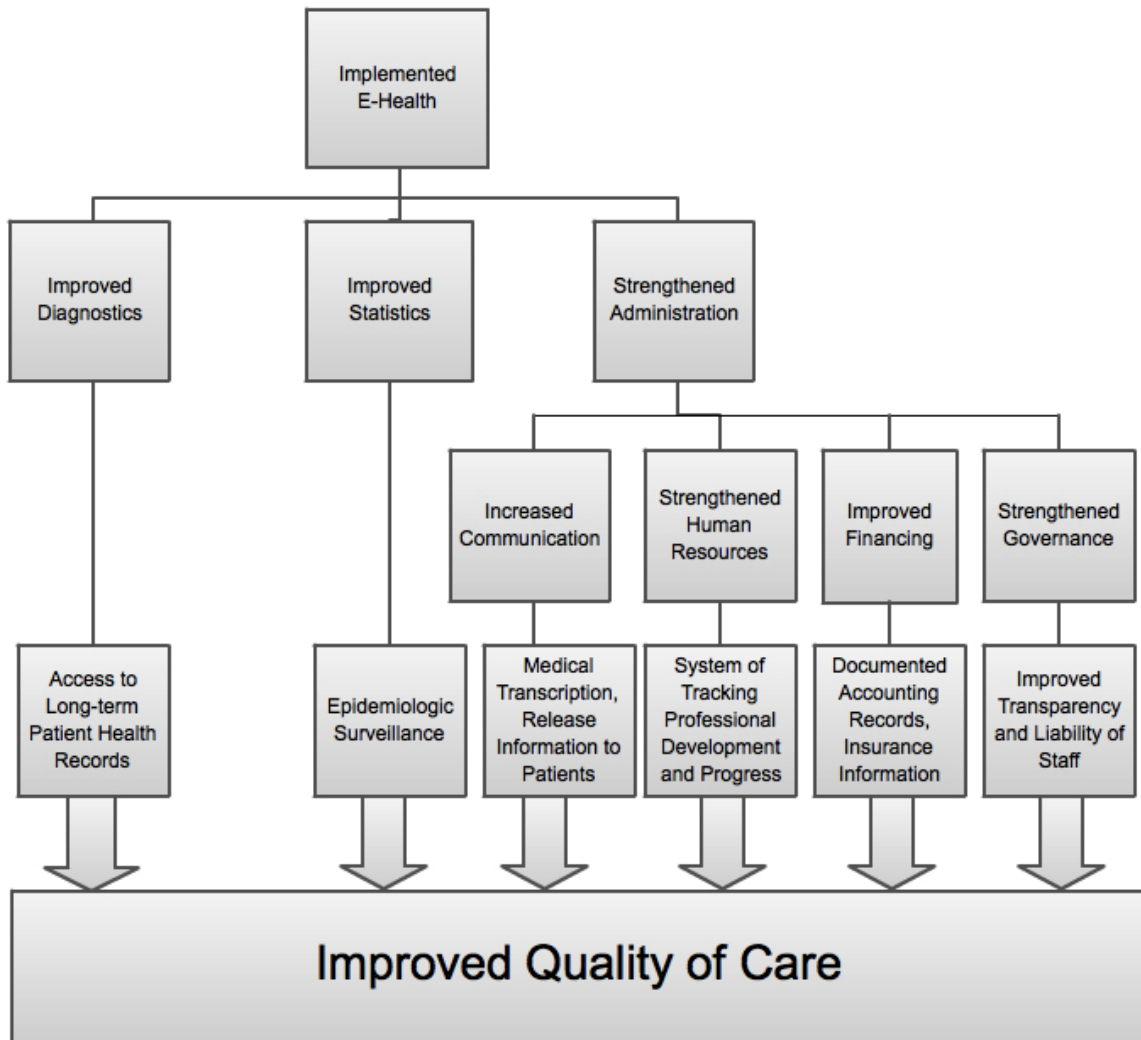 Implemented
E-Health
Improved
Diagnostics
Improved
Statistics
Strengthened
Administration
Increased
Communication
Strengthened
Human
Resources
Improved
Financing
Strengthened
Governance
Access to
Long-term
Patient Health
Records
Epidemiologic
Surveillance
Medical
Transcription,
Release
Information to
Patients
System of
Tracking
Professional
Development
and Progress
Documented
Accounting
Records,
Insurance
Information
Improved
Transparency
and Liability of
Staff
Improved Quality of Care